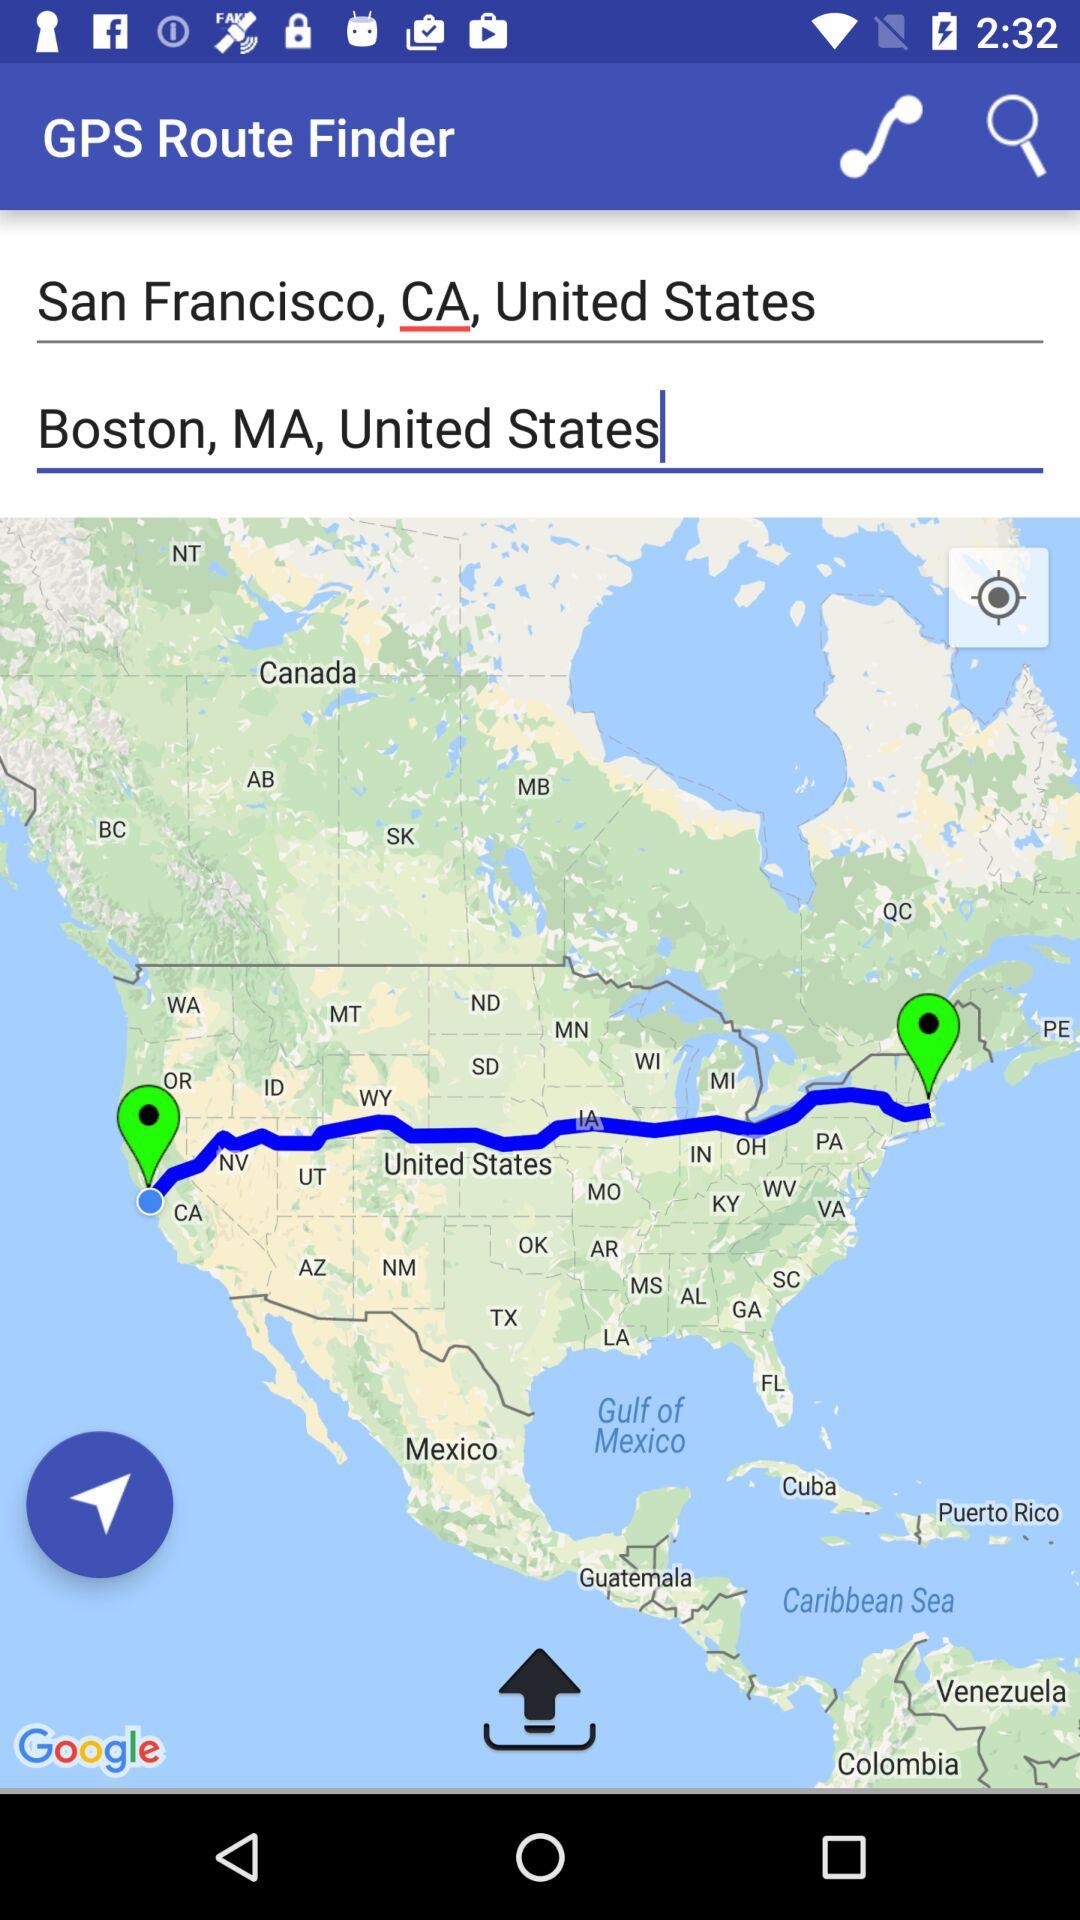 FAKE
2:32
GPS Route Finder
San Francisco, CA, United States
Boston, MA, United States
NT
Canada
AB
MB
BC
SK
QC
WA
MT
ND
MN
PE
OR
ID
SD
WI
MI
WY
IA
NV
UT
United States
IN
OH
PA
CA
MO
KY
WV
VA
AZ
NM
OK
AR
MS
AL
SC
GA
TX
LA
FL
Gulf of
Mexico
Mexico
Cuba
Puerto Rico
Guatemala
Caribbean Sea
Venezuela
Google
Colombia